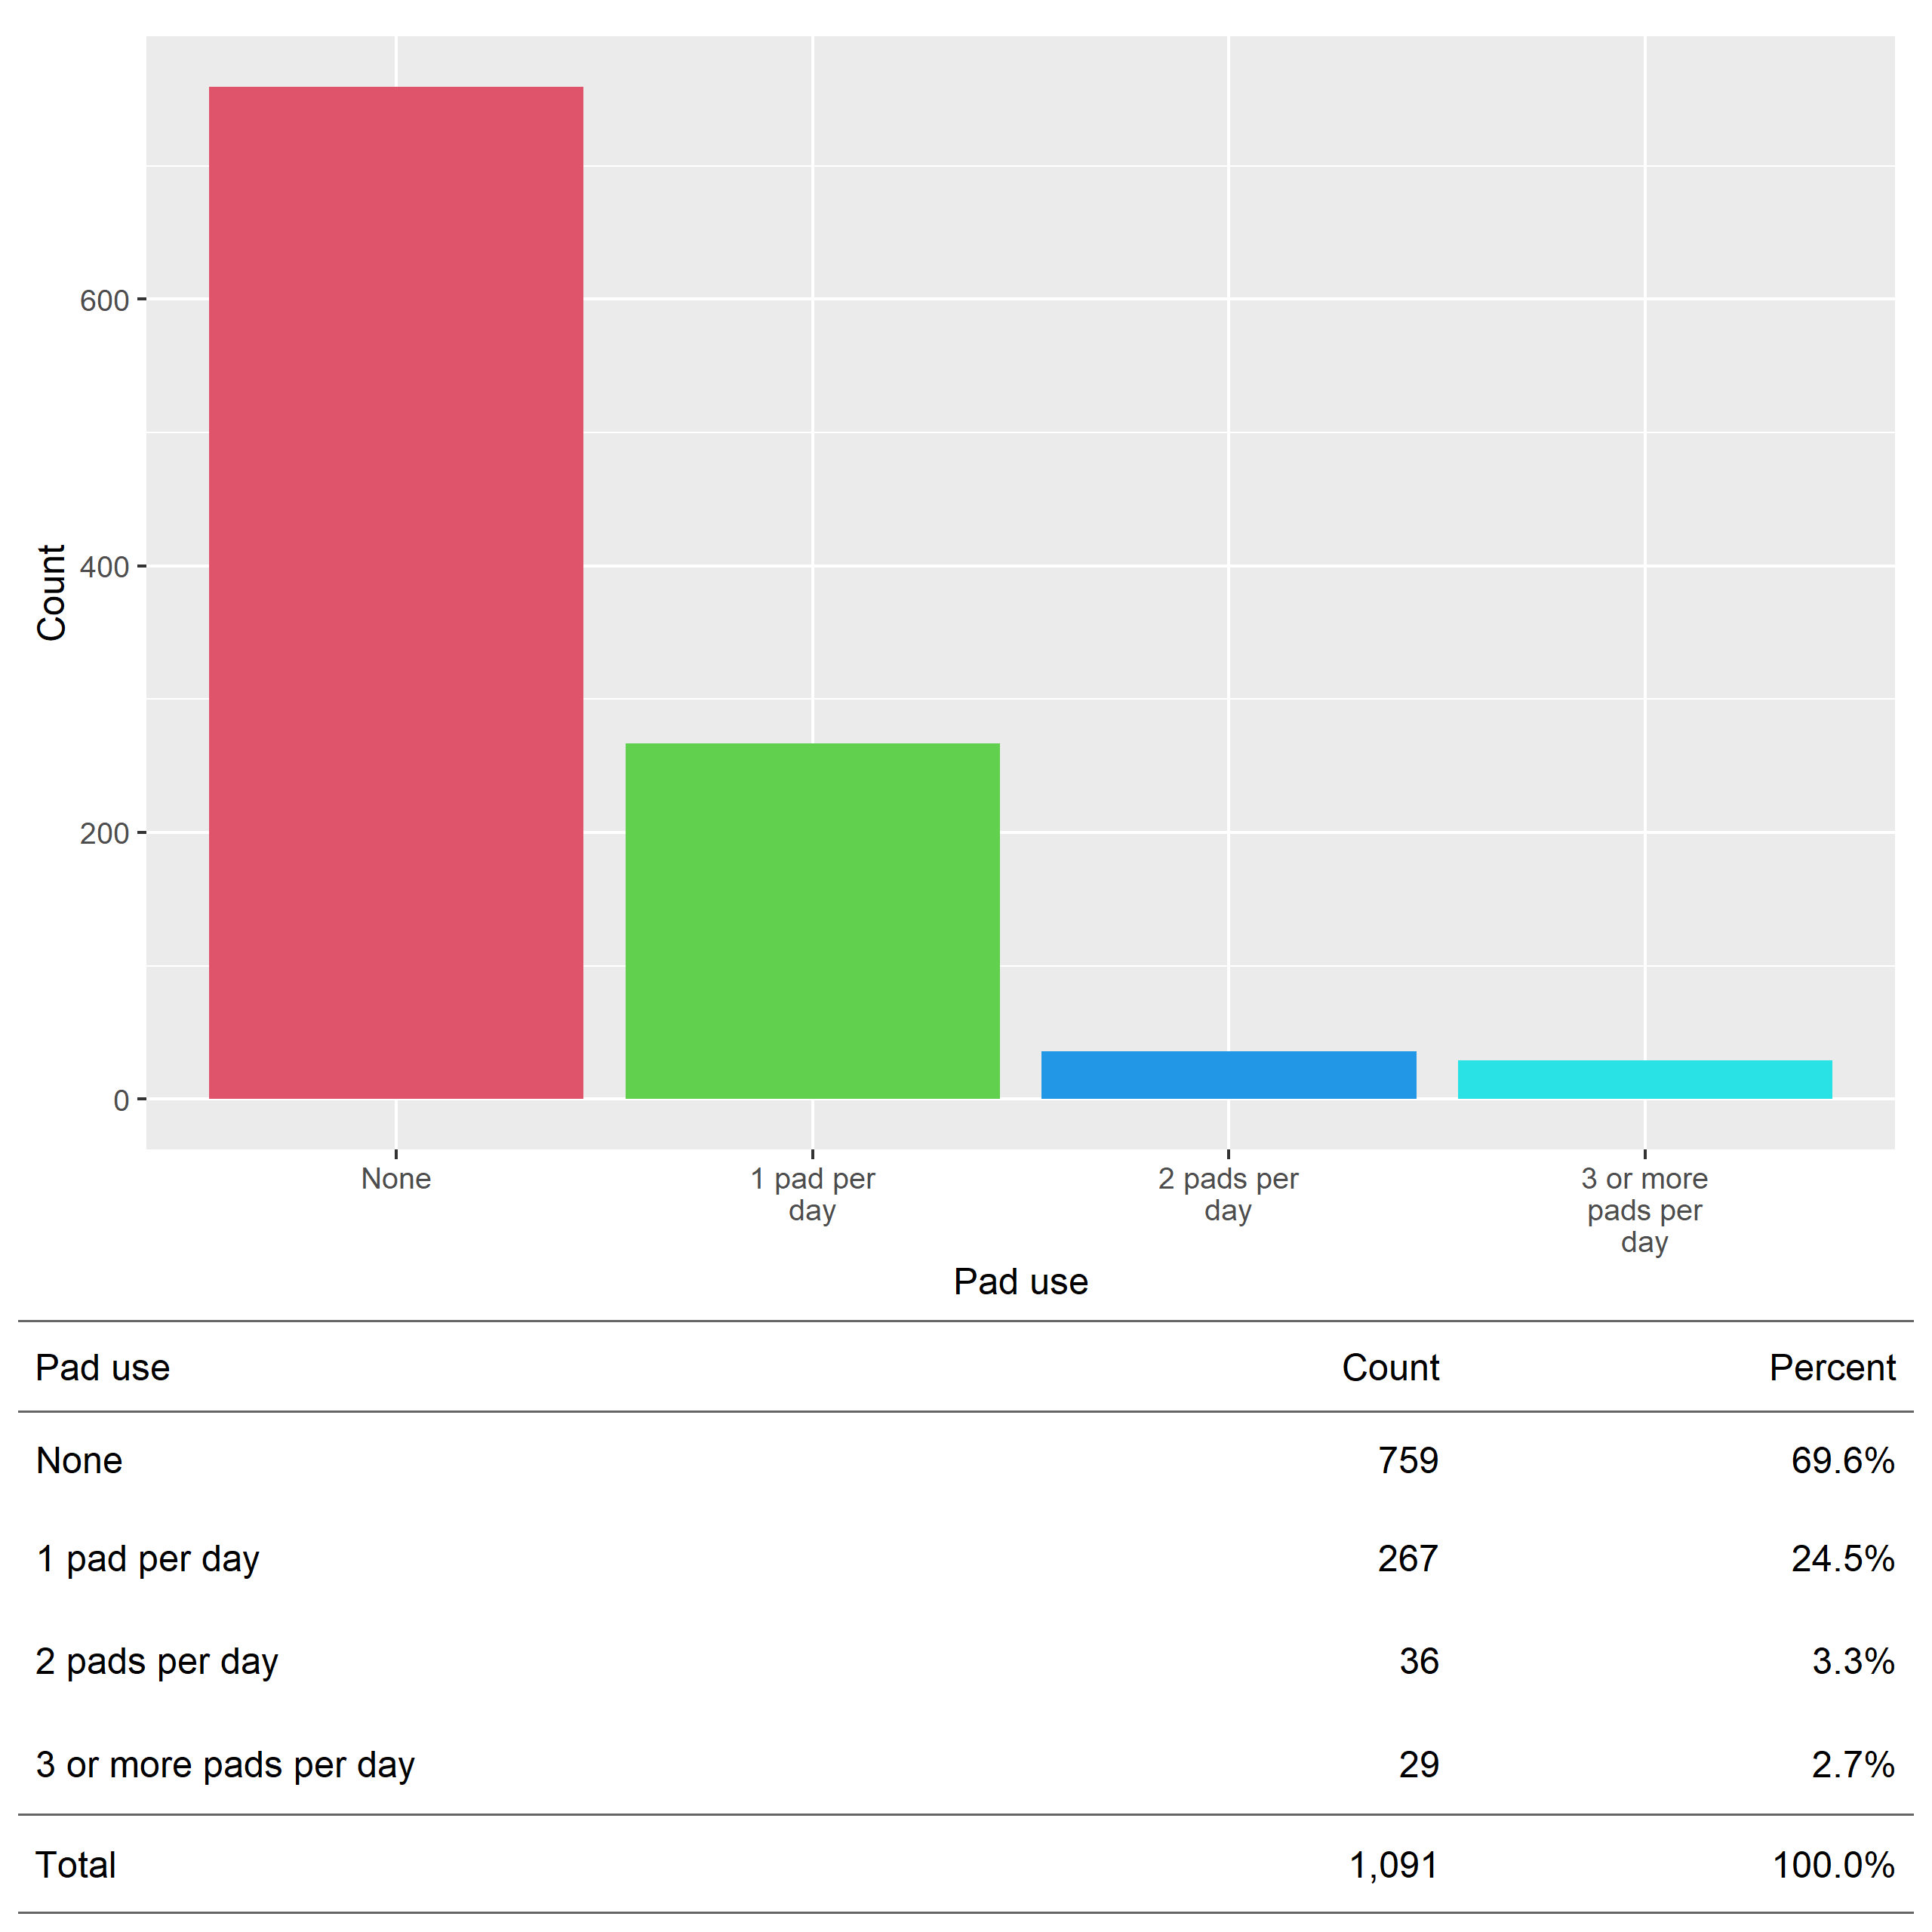 600
400
200
0
Count
None
1 pad per
day
2 pads per
day
3 or more
pads per
day
Pad use
Pad use Count Percent
None 759 69.6%
1 pad per day 267 24.5%
2 pads per day 36 3.3%
3 or more pads per day 29 2.7%
Total 1,091 100.0%